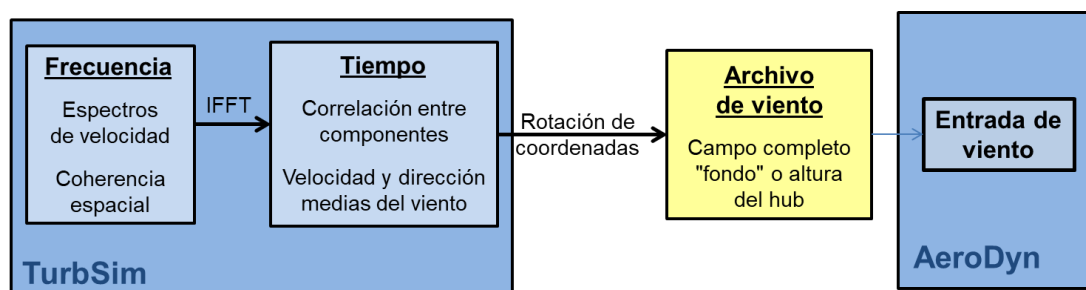 Frecuencia
Espectros
de velocidad
Coherencia
espacial
IFFT
Tiempo
Correlación entre
componentes
Velocidad y dirección
medias del viento
TurbSim
Rotación de
coordenadas
Archivo
de viento
Campo completo
"fondo" o altura
del hub
Entrada de
viento
AeroDyn